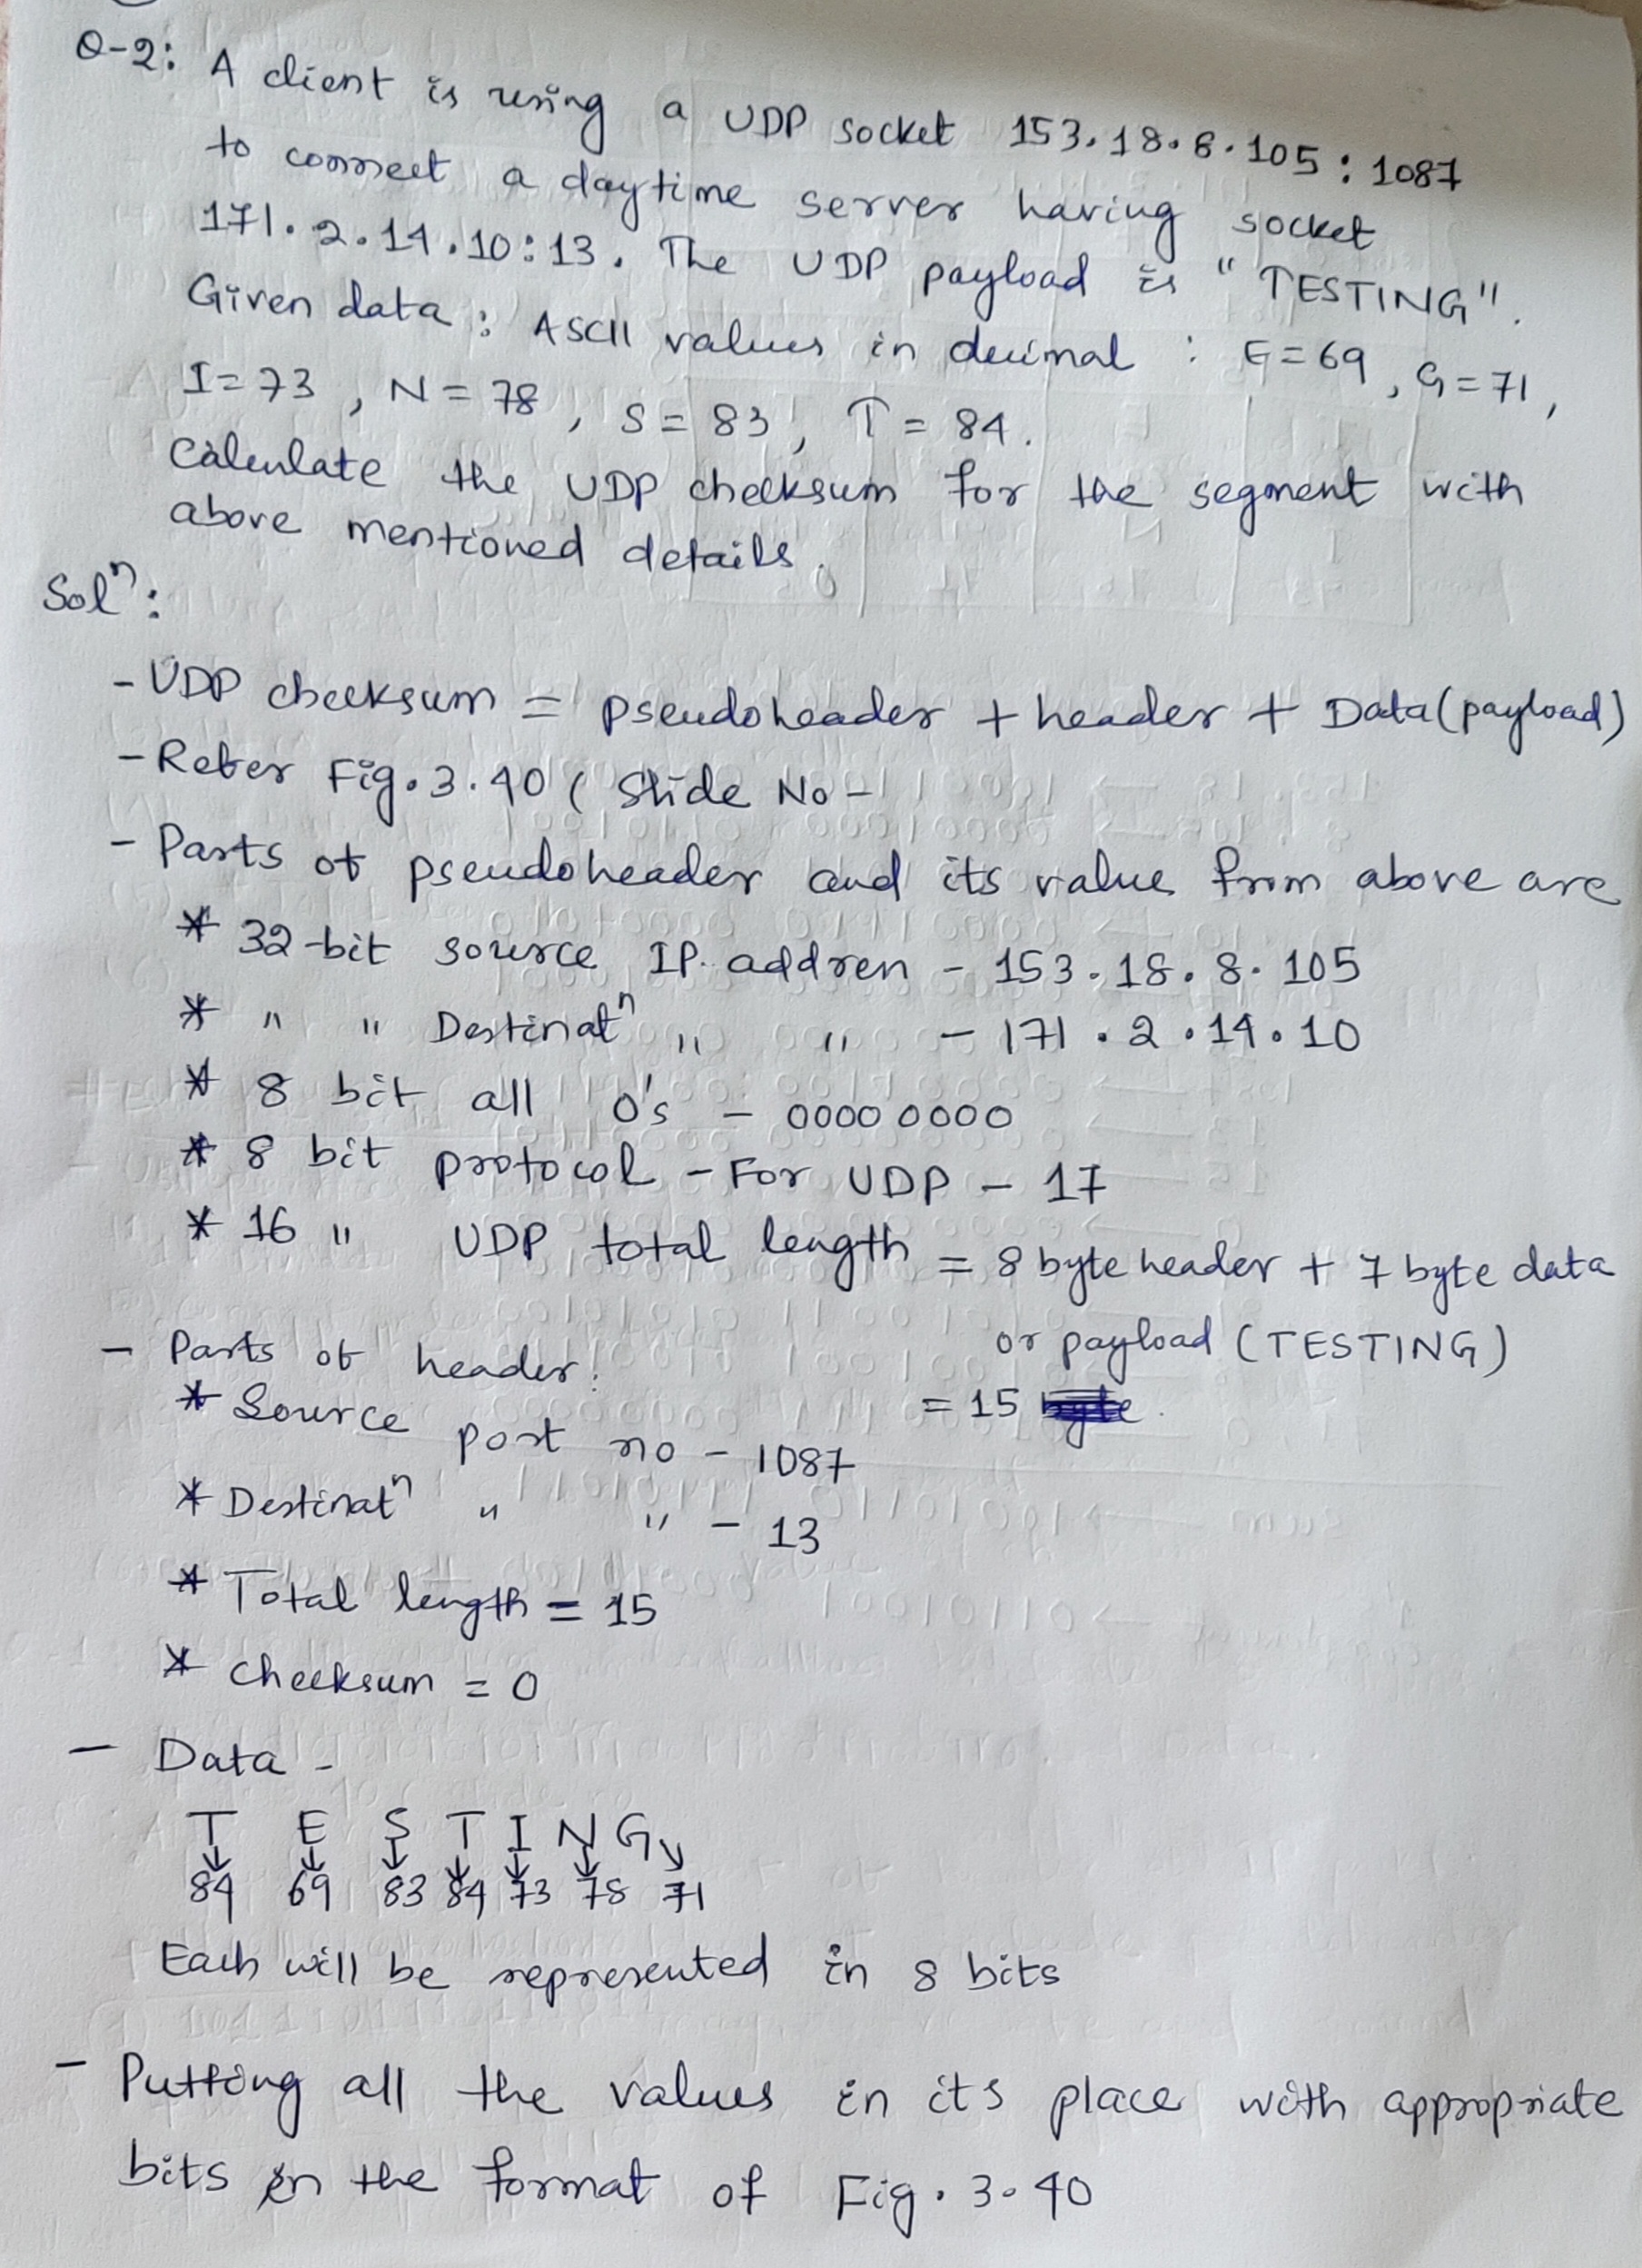 Q-2: A client is using a UDP socket 153.18.8.105:1087
to connect a daytime server having socket
171.2.14.10:13. The UDP payload is "TESTING".
Given data: ASCII values in decimal : E=69, G=71,
I=73, N=78, S=83, T=84.
Calculate the UDP checksum for the segment with
above mentioned details.
Solⁿ:
- UDP checksum = pseudoheader + header + Data(payload)
- Refer Fig.3.40 ( Slide No -
- Parts of pseudoheader and its value from above are
* 32-bit source IP address - 153.18.8.105
* " " Destinatⁿ " " - 171.2.14.10
* 8 bit all 0's - 0000 0000
* 8 bit protocol - For UDP - 17
* 16 " UDP total length = 8 byte header + 7 byte data
or payload (TESTING)
= 15
- Parts of header:
* Source port no - 1087
* Destinatⁿ " " - 13
* Total length = 15
* Checksum = 0
- Data -
T E S T I N G
84 69 83 84 73 78 71
Each will be represented in 8 bits
- Putting all the values in its place with appropriate
bits in the format of Fig. 3.40